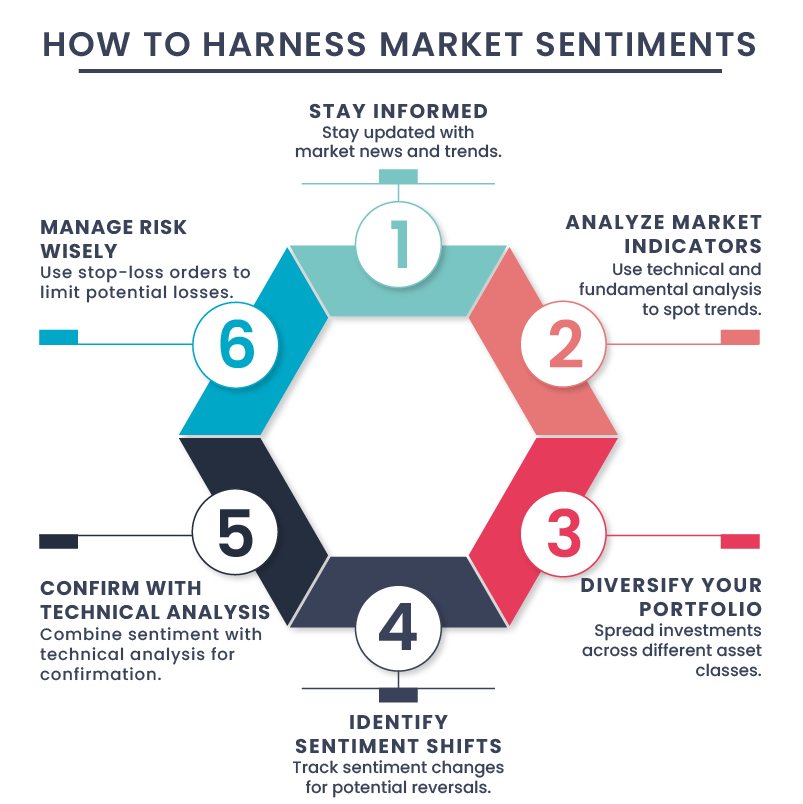 HOW TO HARNESS MARKET SENTIMENTS
STAY INFORMED
Stay updated with
market news and trends.
1
ANALYZE MARKET
INDICATORS
Use technical and
fundamental analysis
to spot trends.
2
3
DIVERSIFY YOUR
PORTFOLIO
Spread investments
across different asset
classes.
4
IDENTIFY
SENTIMENT SHIFTS
Track sentiment changes
for potential reversals.
5
CONFIRM WITH
TECHNICAL ANALYSIS
Combine sentiment with
technical analysis for
confirmation.
MANAGE RISK
WISELY
Use stop-loss orders to
limit potential losses.
6